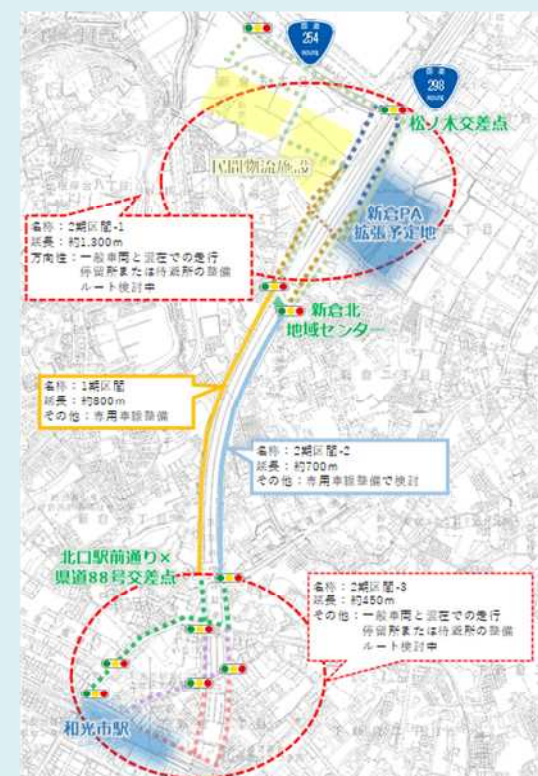 国道
254
ROUTE
国道
298
ROUTE
松ノ木交差点
民間物流施設
新倉PA
拡張予定地
名称：2期区間-1
延長：約1,300m
方向性：一般車両と混在での走行
停留所または待避所の整備
ルート検討中
新倉北
地域センター
名称：1期区間
延長：約800m
その他：専用車線整備
名称：2期区間-2
延長：約700m
その他：専用車線整備で検討
北口駅前通り×
県道88号交差点
名称：2期区間-3
延長：約450m
その他：一般車両と混在での走行
停留所または待避所の整備
ルート検討中
和光市駅